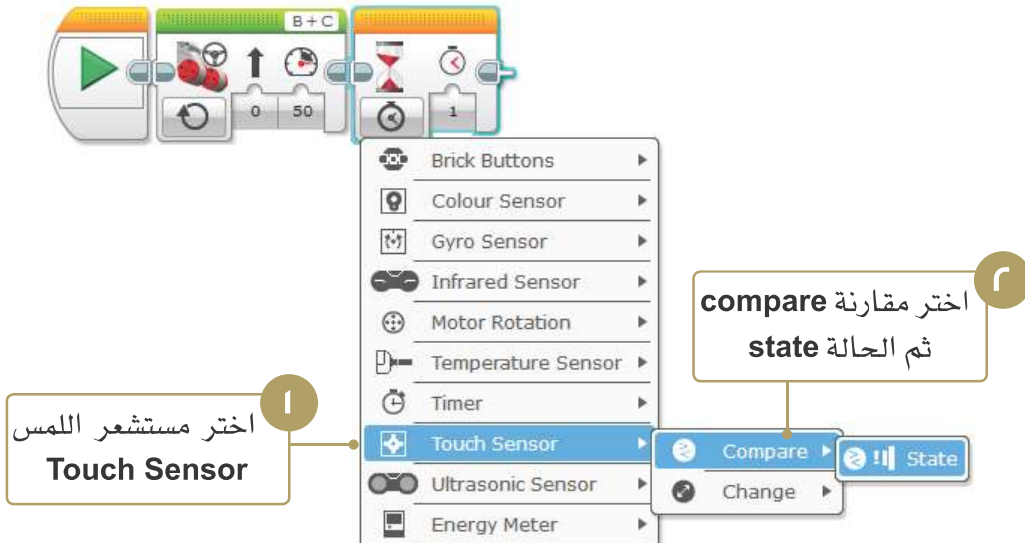 B+C
0
50
1
Brick Buttons
Colour Sensor
Gyro Sensor
Infrared Sensor
Motor Rotation
Temperature Sensor
Timer
Touch Sensor
Ultrasonic Sensor
Energy Meter
Compare
Change
State
١
اختر مستشعر اللمس
Touch Sensor
٢
اختر مقارنة compare
ثم الحالة state